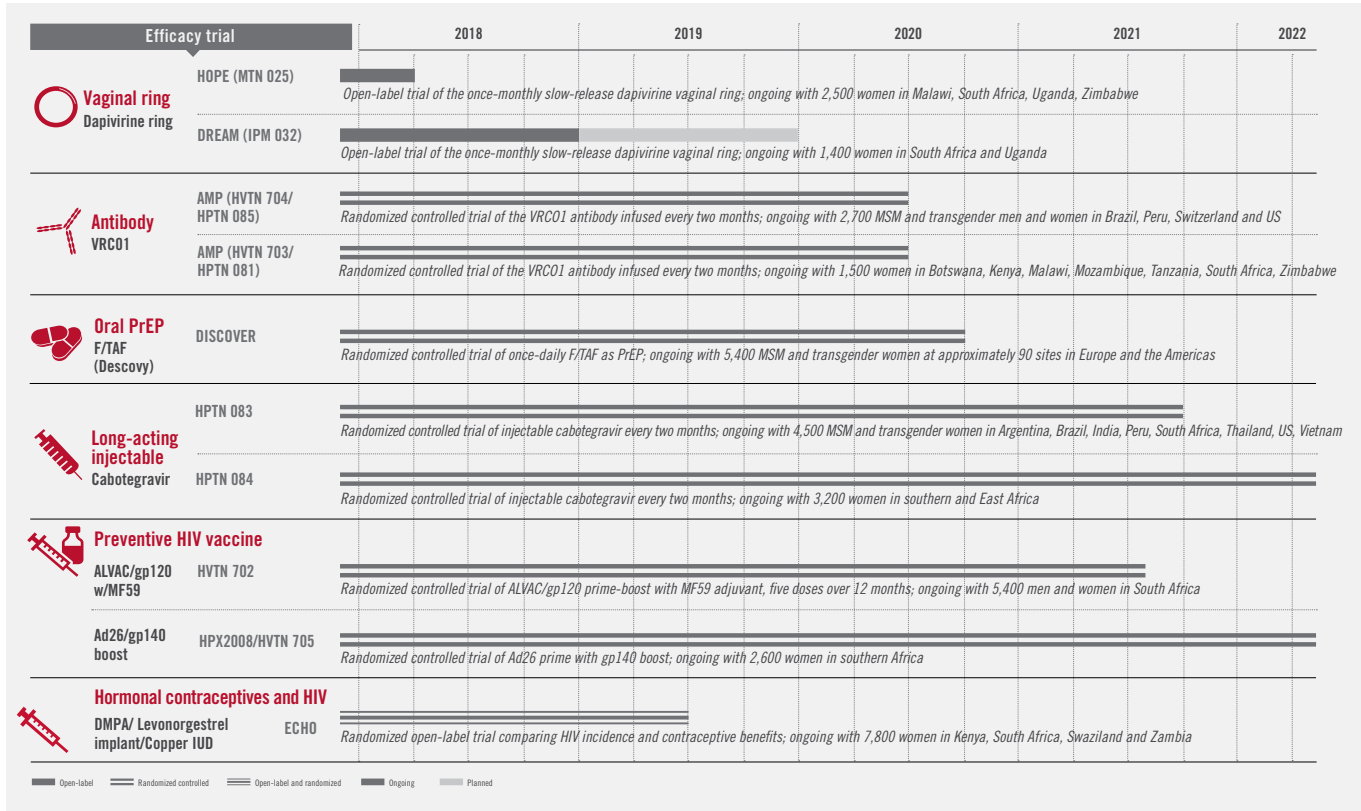 Efficacy trial
2018
2019
2020
2021
2022
Vaginal ring
Dapivirine ring
HOPE (MTN 025)
Open-label trial of the once-monthly slow-release dapivirine vaginal ring; ongoing with 2,500 women in Malawi, South Africa, Uganda, Zimbabwe
DREAM (IPM 032)
Open-label trial of the once-monthly slow-release dapivirine vaginal ring; ongoing with 1,400 women in South Africa and Uganda
Antibody
VRC01
AMP (HVTN 704/
HPTN 085)
Randomized controlled trial of the VRC01 antibody infused every two months; ongoing with 2,700 MSM and transgender men and women in Brazil, Peru, Switzerland and US
AMP (HVTN 703/
HPTN 081)
Randomized controlled trial of the VRC01 antibody infused every two months; ongoing with 1,500 women in Botswana, Kenya, Malawi, Mozambique, Tanzania, South Africa, Zimbabwe
Oral PrEP
F/TAF
(Descovy)
DISCOVER
Randomized controlled trial of once-daily F/TAF as PrEP; ongoing with 5,400 MSM and transgender women at approximately 90 sites in Europe and the Americas
Long-acting
injectable
Cabotegravir
HPTN 083
Randomized controlled trial of injectable cabotegravir every two months; ongoing with 4,500 MSM and transgender women in Argentina, Brazil, India, Peru, South Africa, Thailand, US, Vietnam
HPTN 084
Randomized controlled trial of injectable cabotegravir every two months; ongoing with 3,200 women in southern and East Africa
Preventive HIV vaccine
ALVAC/gp120
w/MF59
HVTN 702
Randomized controlled trial of ALVAC/gp120 prime-boost with MF59 adjuvant, five doses over 12 months; ongoing with 5,400 men and women in South Africa
Ad26/gp140
boost
HPX2008/HVTN 705
Randomized controlled trial of Ad26 prime with gp140 boost; ongoing with 2,600 women in southern Africa
Hormonal contraceptives and HIV
DMPA/ Levonorgestrel
implant/Copper IUD
ECHO
Randomized open-label trial comparing HIV incidence and contraceptive benefits; ongoing with 7,800 women in Kenya, South Africa, Swaziland and Zambia
Open-label
Randomized controlled
Open-label and randomized
Ongoing
Planned